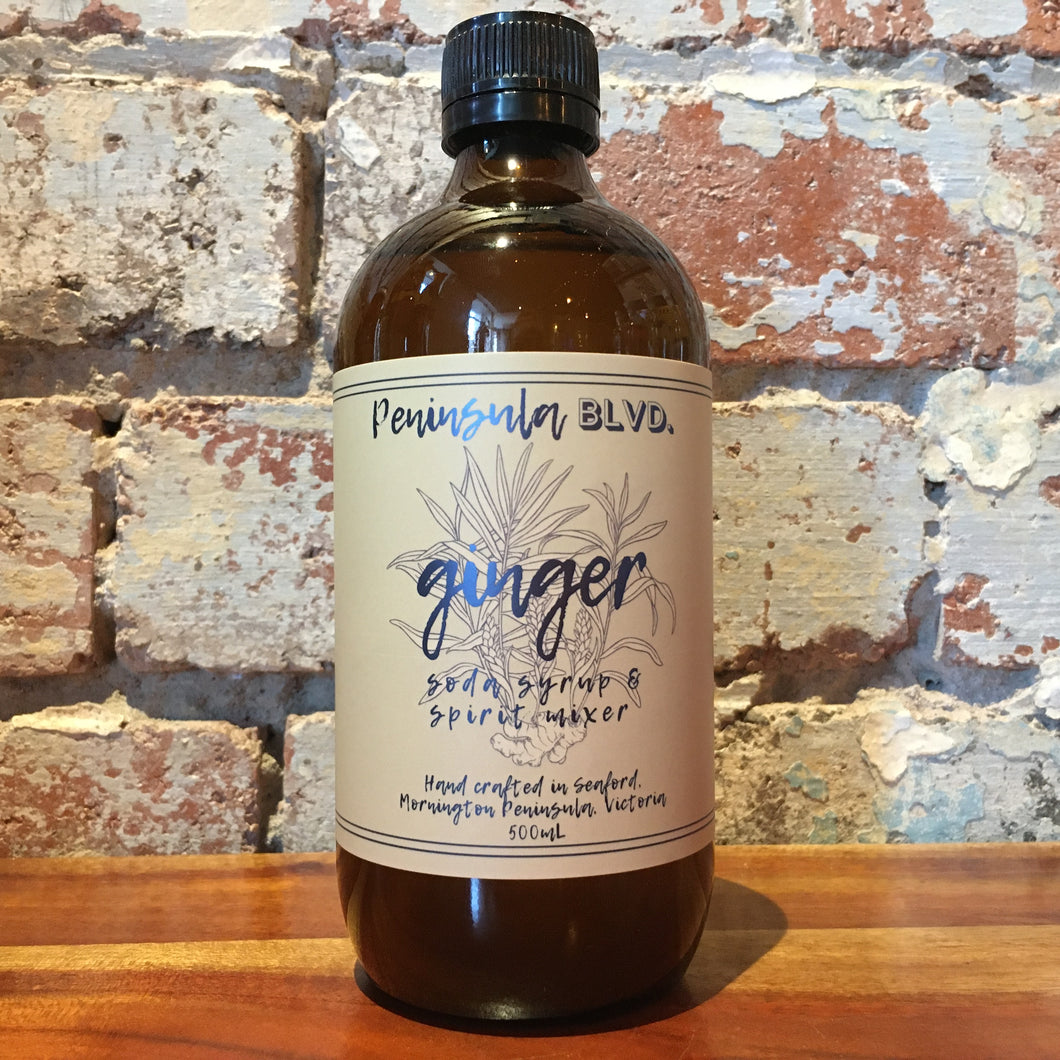 Peninsula BLVD.
ginger
soda syrup &
spirit mixer
Hand crafted in Seaford,
Mornington Peninsula, Victoria
500mL